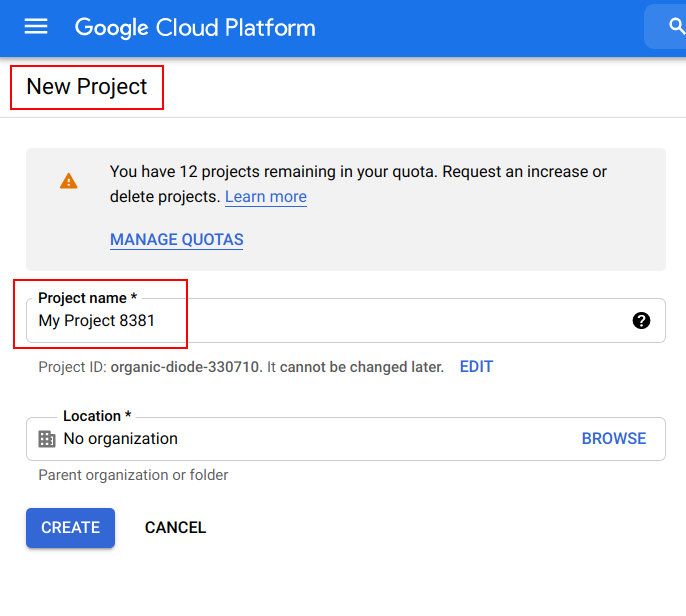 Google Cloud Platform
New Project
You have 12 projects remaining in your quota. Request an increase or
delete projects. Learn more
MANAGE QUOTAS
Project name *
My Project 8381
Project ID: organic-diode-330710. It cannot be changed later. EDIT
Location *
No organization BROWSE
Parent organization or folder
CREATE CANCEL